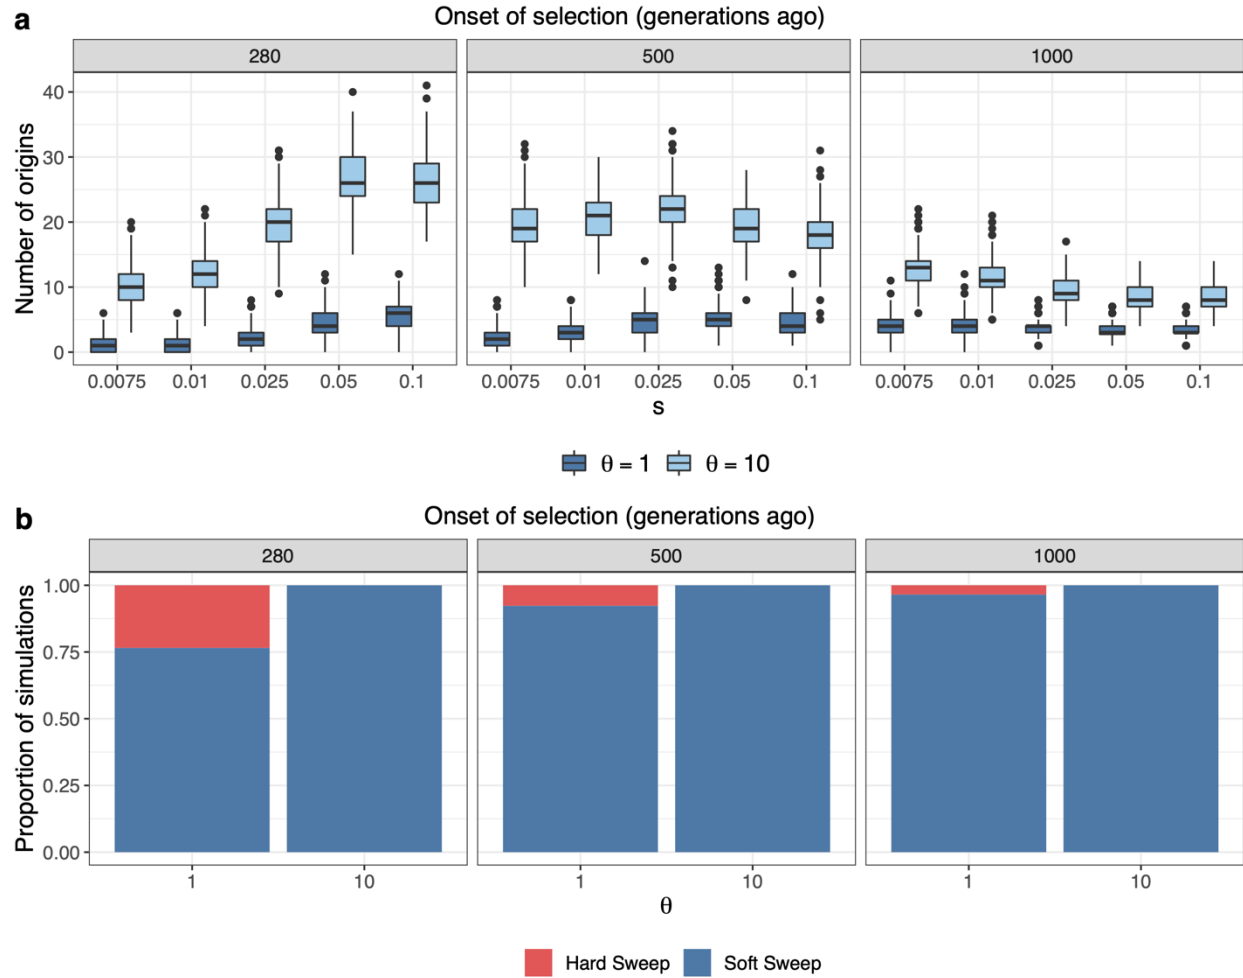 a
Onset of selection (generations ago)
280 500 1000
Number of origins
40
30
20
10
0
0.0075 0.01 0.025 0.05 0.1 0.0075 0.01 0.025 0.05 0.1 0.0075 0.01 0.025 0.05 0.1
s
θ = 1 θ = 10
b
Onset of selection (generations ago)
280 500 1000
Proportion of simulations
1.00
0.75
0.50
0.25
0.00
1 10 1 10 1 10
θ
Hard Sweep Soft Sweep